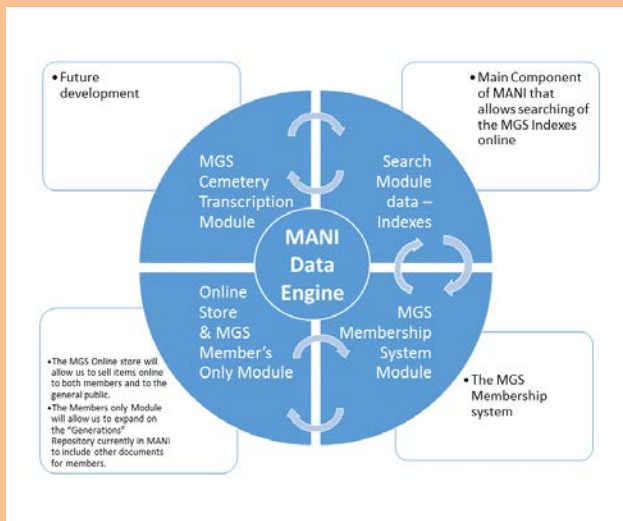 • Future
development
• Main Component
of MANI that
allows searching of
the MGS Indexes
online
MGS
Cemetery
Transcription
Module
Search
Module
data –
Indexes
MANI
Data
Engine
Online
Store
& MGS
Member's
Only Module
MGS
Membership
System
Module
•The MGS Online store will
allow us to sell items online
to both members and to the
general public.
•The Members only Module
will allow us to expand on
the "Generations"
Repository currently in MANI
to include other documents
for members.
• The MGS
Membership
system